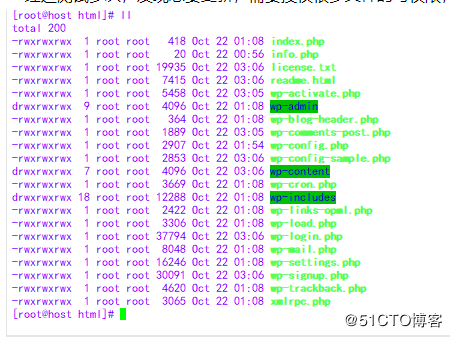 [root@host html]# ll
total 200
-rwxrwxrwx 1 root root 418 Oct 22 01:08 index.php
-rwxrwxrwx 1 root root 20 Oct 22 00:56 info.php
-rwxrwxrwx 1 root root 19935 Oct 22 03:06 license.txt
-rwxrwxrwx 1 root root 7415 Oct 22 03:06 readme.html
-rwxrwxrwx 1 root root 5458 Oct 22 03:05 wp-activate.php
drwxrwxrwx 9 root root 4096 Oct 22 01:08 wp-admin
-rwxrwxrwx 1 root root 364 Oct 22 01:08 wp-blog-header.php
-rwxrwxrwx 1 root root 1889 Oct 22 03:05 wp-comments-post.php
-rwxrwxrwx 1 root root 2907 Oct 22 01:54 wp-config.php
-rwxrwxrwx 1 root root 2853 Oct 22 03:06 wp-config-sample.php
drwxrwxrwx 7 root root 4096 Oct 22 03:06 wp-content
-rwxrwxrwx 1 root root 3669 Oct 22 01:08 wp-cron.php
drwxrwxrwx 18 root root 12288 Oct 22 01:08 wp-includes
-rwxrwxrwx 1 root root 2422 Oct 22 01:08 wp-links-opml.php
-rwxrwxrwx 1 root root 3306 Oct 22 01:08 wp-load.php
-rwxrwxrwx 1 root root 37794 Oct 22 03:06 wp-login.php
-rwxrwxrwx 1 root root 8048 Oct 22 01:08 wp-mail.php
-rwxrwxrwx 1 root root 16246 Oct 22 01:08 wp-settings.php
-rwxrwxrwx 1 root root 30091 Oct 22 03:06 wp-signup.php
-rwxrwxrwx 1 root root 4620 Oct 22 01:08 wp-trackback.php
-rwxrwxrwx 1 root root 3065 Oct 22 01:08 xmlrpc.php
[root@host html]#
@51CTO博客